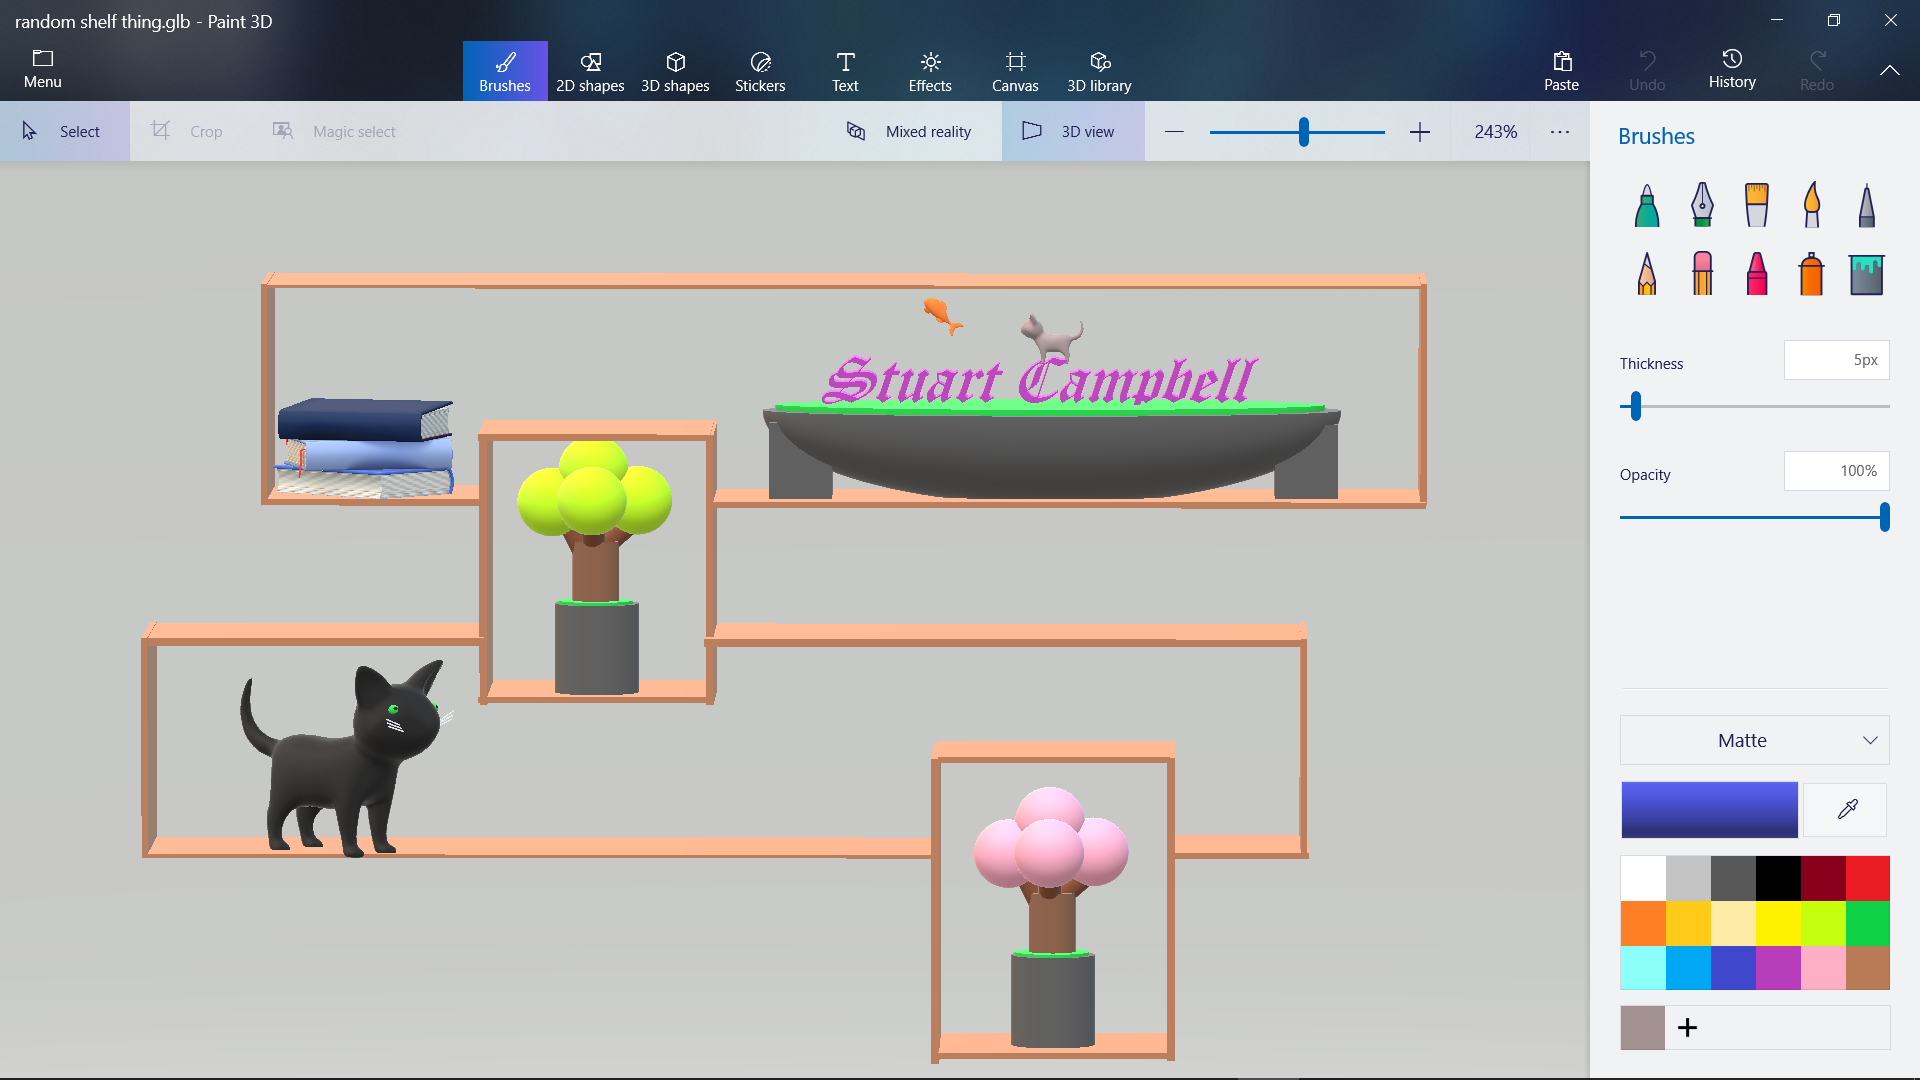 random shelf thing.glb - Paint 3D
Menu
Brushes
2D shapes
3D shapes
Stickers
Text
Effects
Canvas
3D library
Paste
Undo
History
Redo
Select
Crop
Magic select
Mixed reality
3D view
243%
Brushes
Thickness
5px
Opacity
100%
Matte
Stuart Campbell